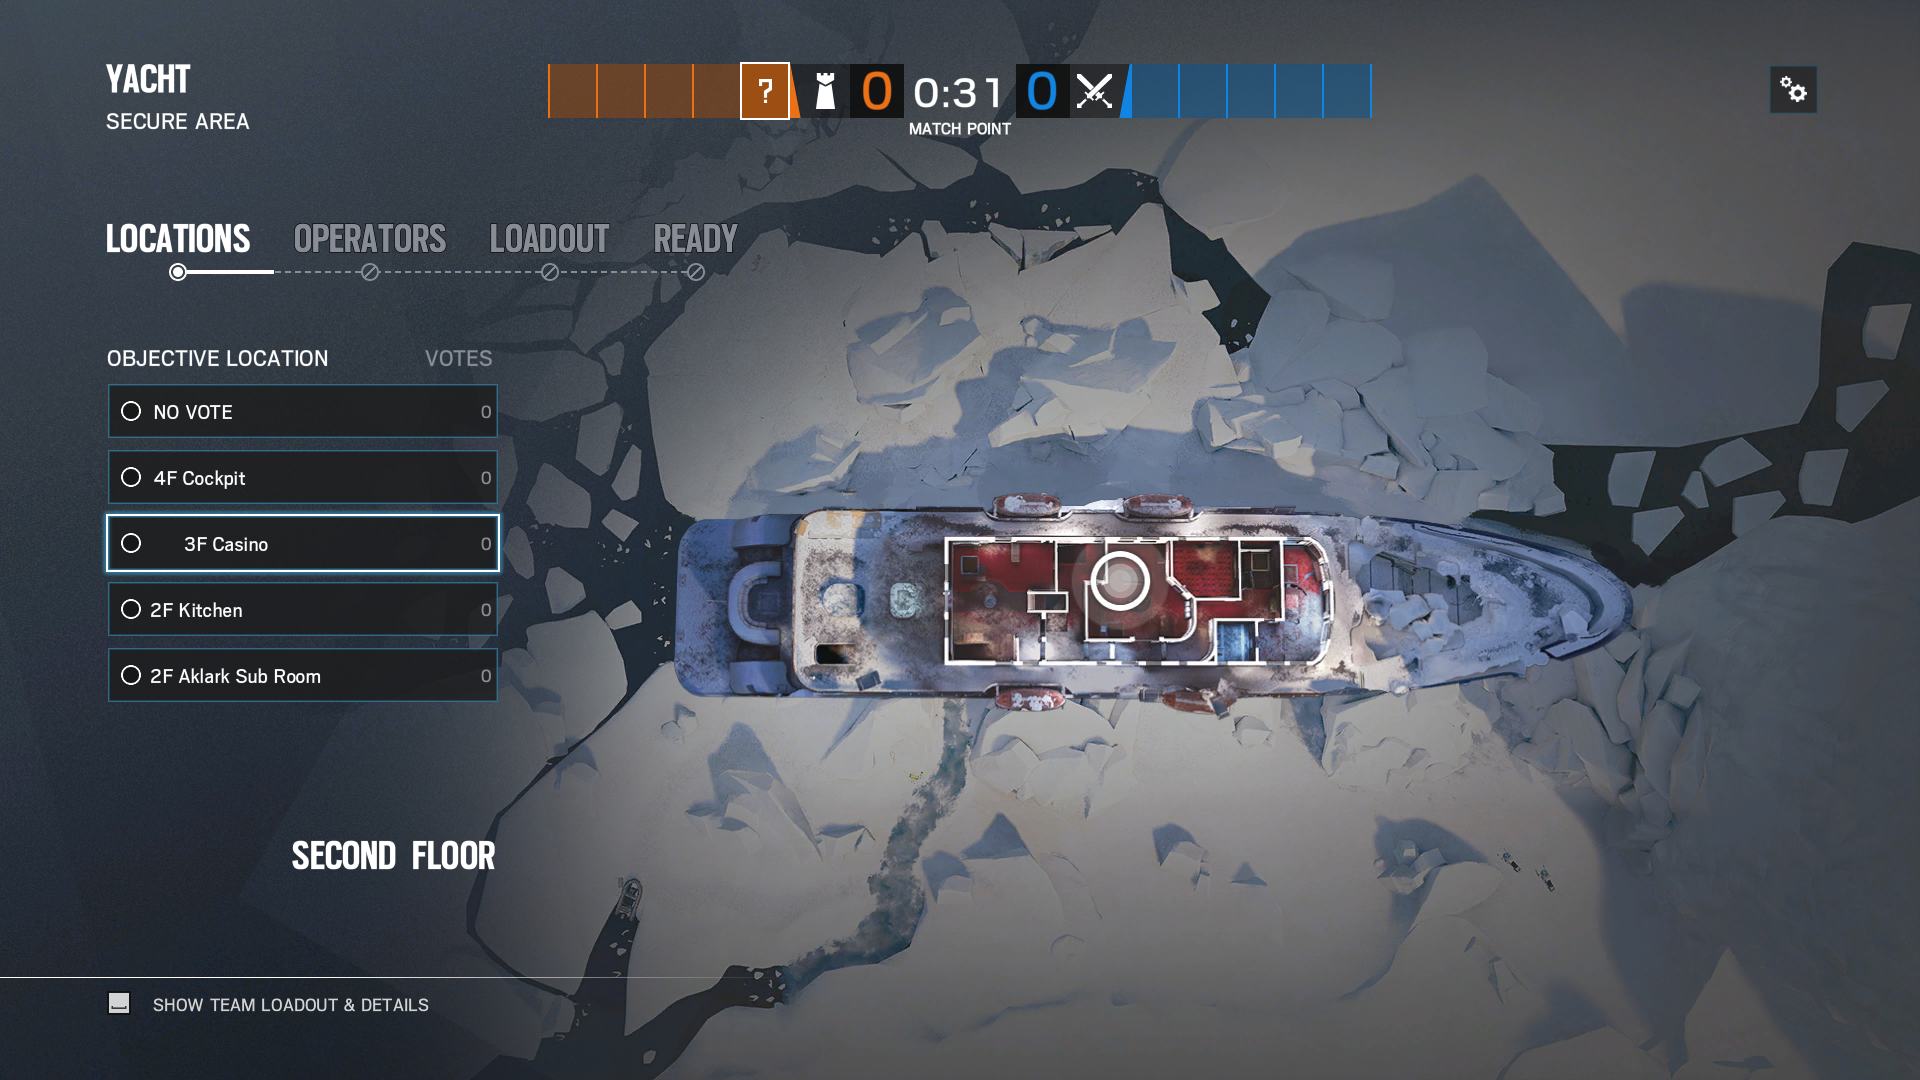 YACHT
SECURE AREA
?
0
0:31
0
MATCH POINT
LOCATIONS
OPERATORS
LOADOUT
READY
OBJECTIVE LOCATION
VOTES
NO VOTE
0
4F Cockpit
0
3F Casino
0
2F Kitchen
0
2F Aklark Sub Room
0
SECOND FLOOR
SHOW TEAM LOADOUT & DETAILS